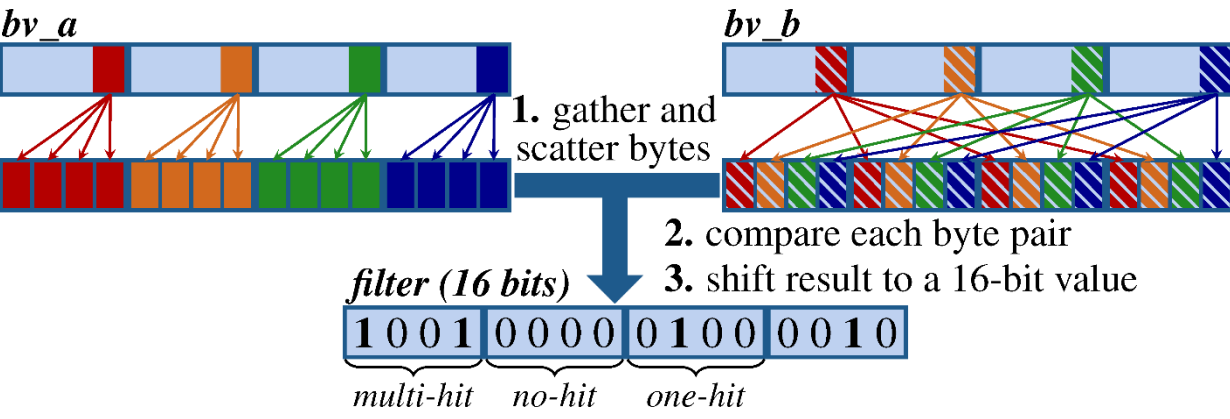 bv_a
bv_b
1. gather and
scatter bytes
2. compare each byte pair
3. shift result to a 16-bit value
filter (16 bits)
1 0 0 1 0 0 0 0 0 1 0 0 0 0 1 0
multi-hit no-hit one-hit